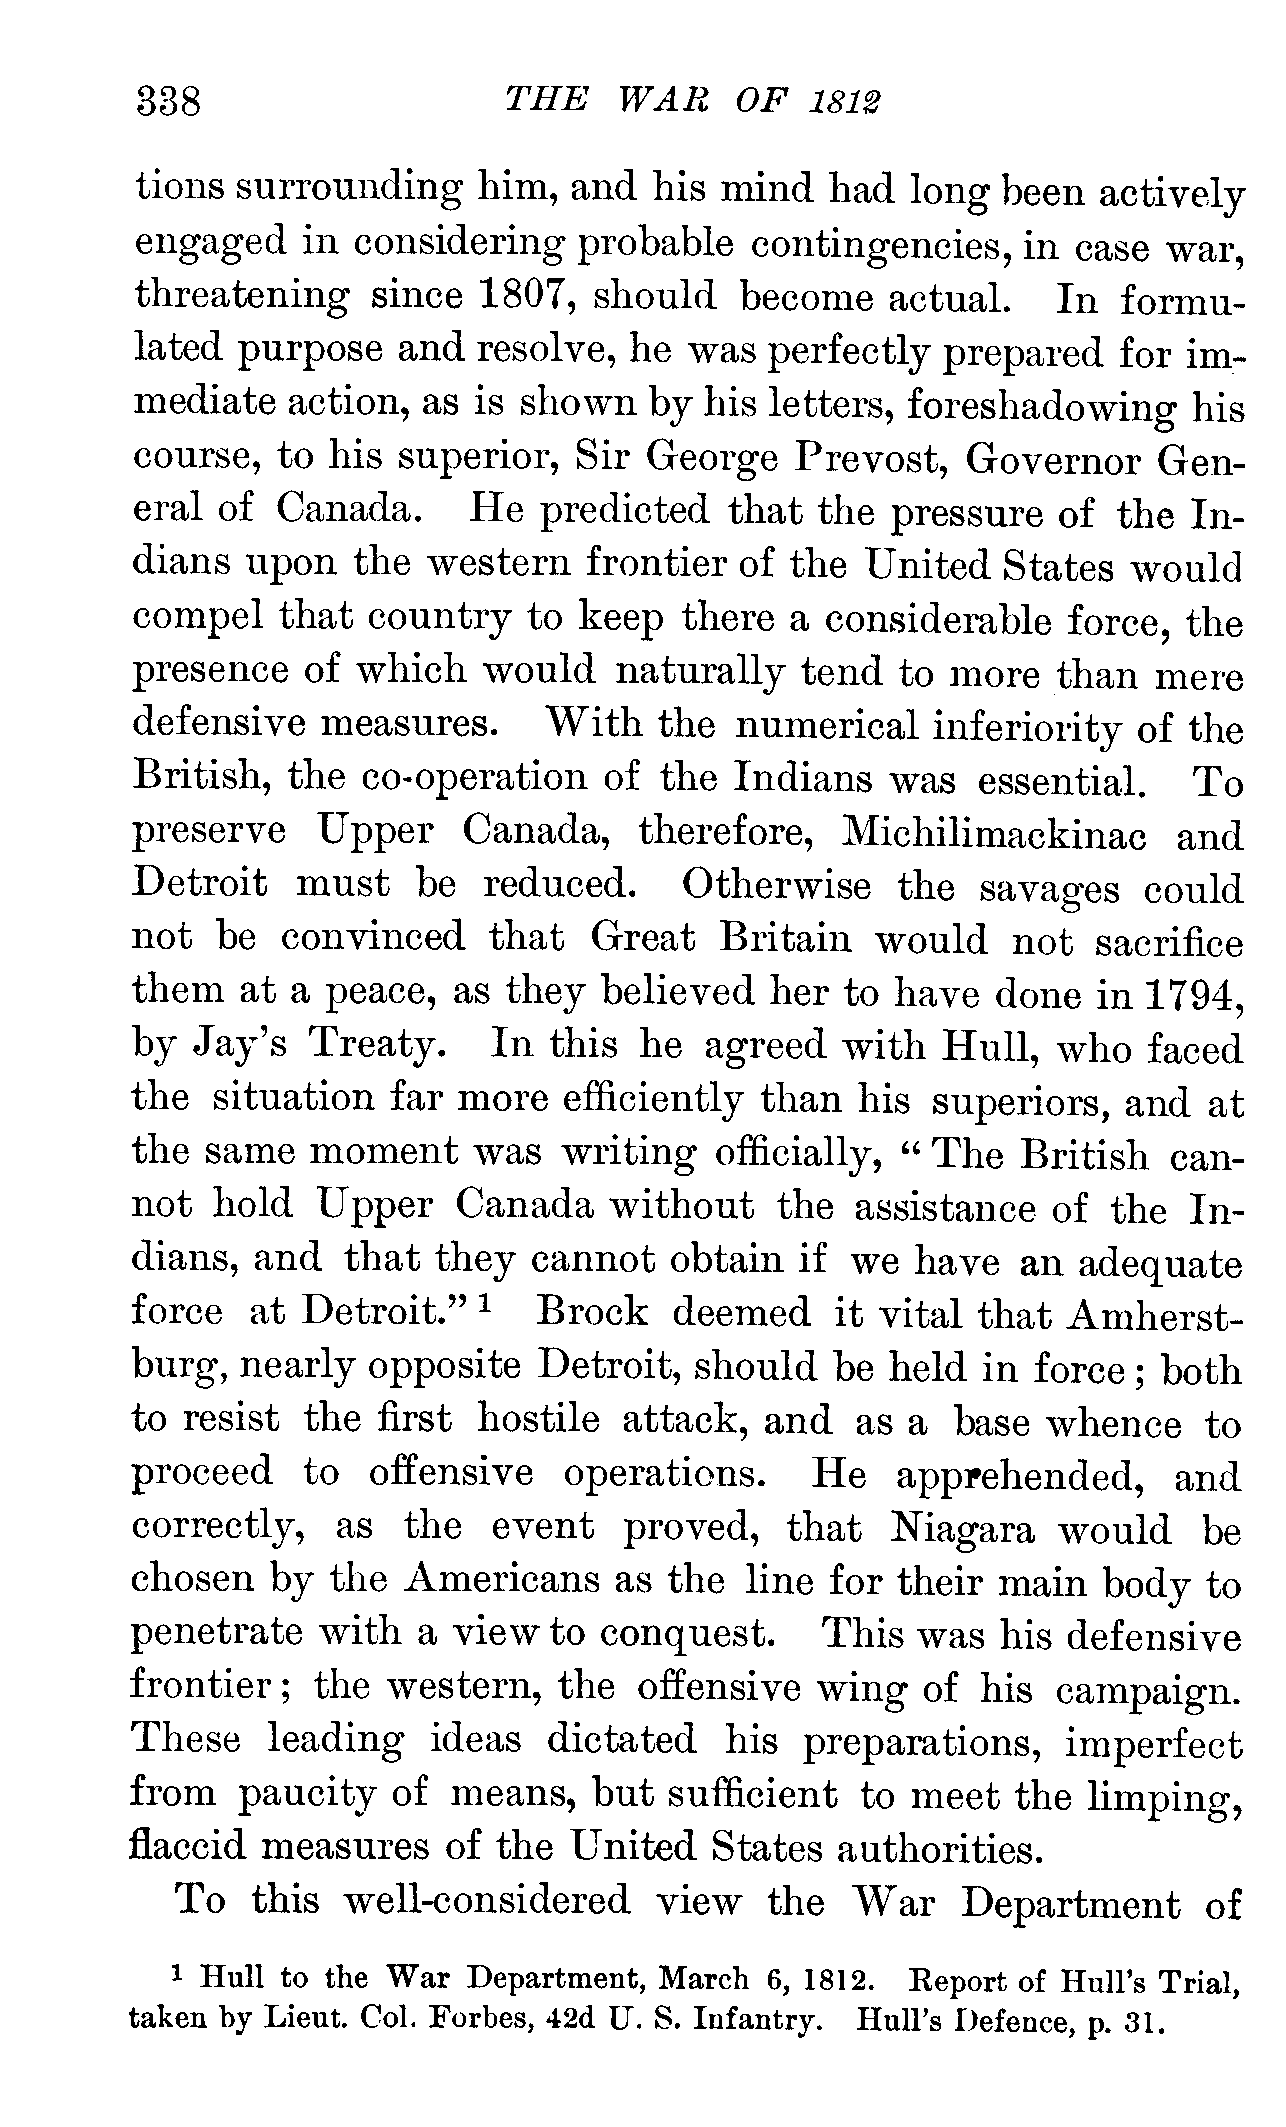 338 THE WAR OF 1812
tions surrounding him, and his mind had long been actively
engaged in considering probable contingencies, in case war,
threatening since 1807, should become actual. In formu-
lated purpose and resolve, he was perfectly prepared for im-
mediate action, as is shown by his letters, foreshadowing his
course, to his superior, Sir George Prevost, Governor Gen-
eral of Canada. He predicted that the pressure of the In-
dians upon the western frontier of the United States would
compel that country to keep there a considerable force, the
presence of which would naturally tend to more than mere
defensive measures. With the numerical inferiority of the
British, the co-operation of the Indians was essential. To
preserve Upper Canada, therefore, Michilimackinac and
Detroit must be reduced. Otherwise the savages could
not be convinced that Great Britain would not sacrifice
them at a peace, as they believed her to have done in 1794,
by Jay's Treaty. In this he agreed with Hull, who faced
the situation far more efficiently than his superiors, and at
the same moment was writing officially, “ The British can-
not hold Upper Canada without the assistance of the In-
dians, and that they cannot obtain if we have an adequate
force at Detroit.” ¹ Brock deemed it vital that Amherst-
burg, nearly opposite Detroit, should be held in force ; both
to resist the first hostile attack, and as a base whence to
proceed to offensive operations. He apprehended, and
correctly, as the event proved, that Niagara would be
chosen by the Americans as the line for their main body to
penetrate with a view to conquest. This was his defensive
frontier ; the western, the offensive wing of his campaign.
These leading ideas dictated his preparations, imperfect
from paucity of means, but sufficient to meet the limping,
flaccid measures of the United States authorities.
To this well-considered view the War Department of
¹ Hull to the War Department, March 6, 1812. Report of Hull's Trial,
taken by Lieut. Col. Forbes, 42d U. S. Infantry. Hull's Defence, p. 31.